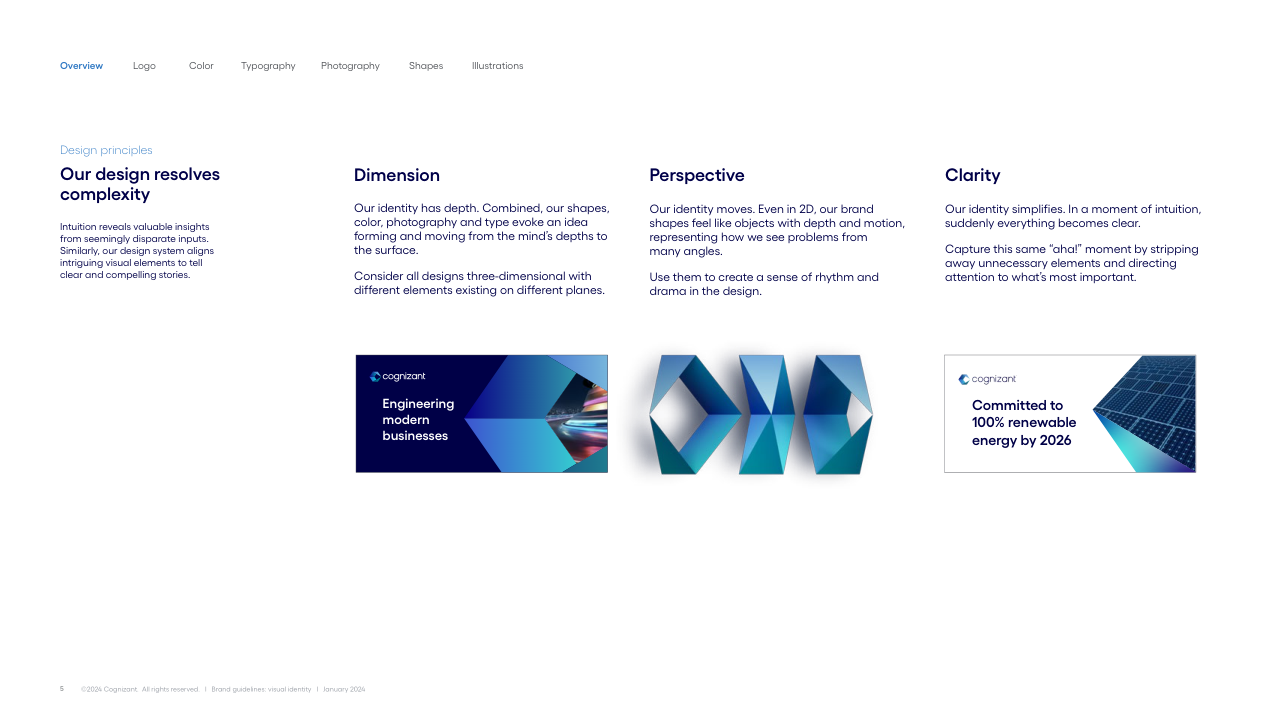 Overview Logo Color Typography Photography Shapes Illustrations
Design principles
Our design resolves
complexity
Intuition reveals valuable insights
from seemingly disparate inputs.
Similarly, our design system aligns
intriguing visual elements to tell
clear and compelling stories.
Dimension
Our identity has depth. Combined, our shapes,
color, photography and type evoke an idea
forming and moving from the mind’s depths to
the surface.
Consider all designs three-dimensional with
different elements existing on different planes.
cognizant
Engineering
modern
businesses
Perspective
Our identity moves. Even in 2D, our brand
shapes feel like objects with depth and motion,
representing how we see problems from
many angles.
Use them to create a sense of rhythm and
drama in the design.
Clarity
Our identity simplifies. In a moment of intuition,
suddenly everything becomes clear.
Capture this same “aha!” moment by stripping
away unnecessary elements and directing
attention to what’s most important.
cognizant
Committed to
100% renewable
energy by 2026
5 ©2024 Cognizant. All rights reserved. | Brand guidelines: visual identity | January 2024